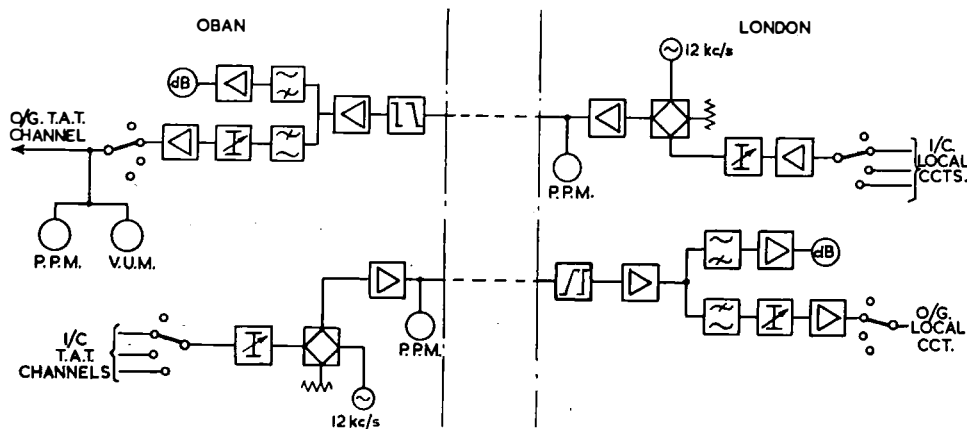 OBAN
LONDON
12 kc/s
dB
O/G. T.A.T.
CHANNEL
P.P.M.
V.U.M.
P.P.M.
I/C.
LOCAL
CCTS.
dB
P.P.M.
I/C
T.A.T.
CHANNELS
12 kc/s
O/G.
LOCAL
CCT.